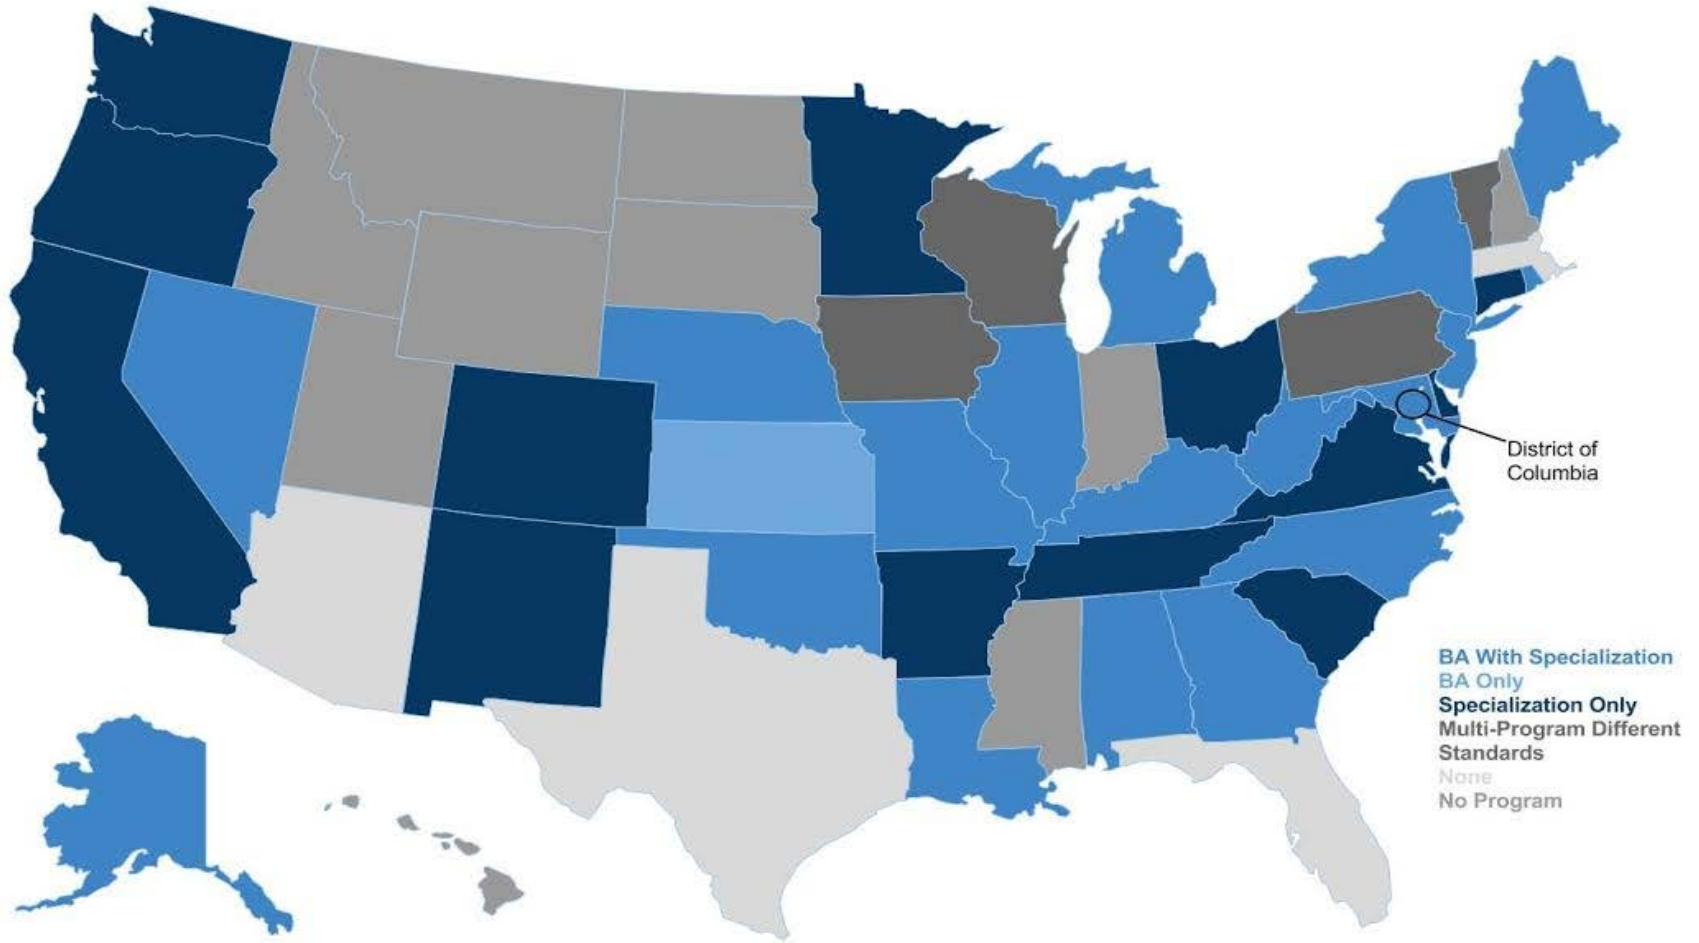 District of
Columbia
BA With Specialization
BA Only
Specialization Only
Multi-Program Different
Standards
None
No Program